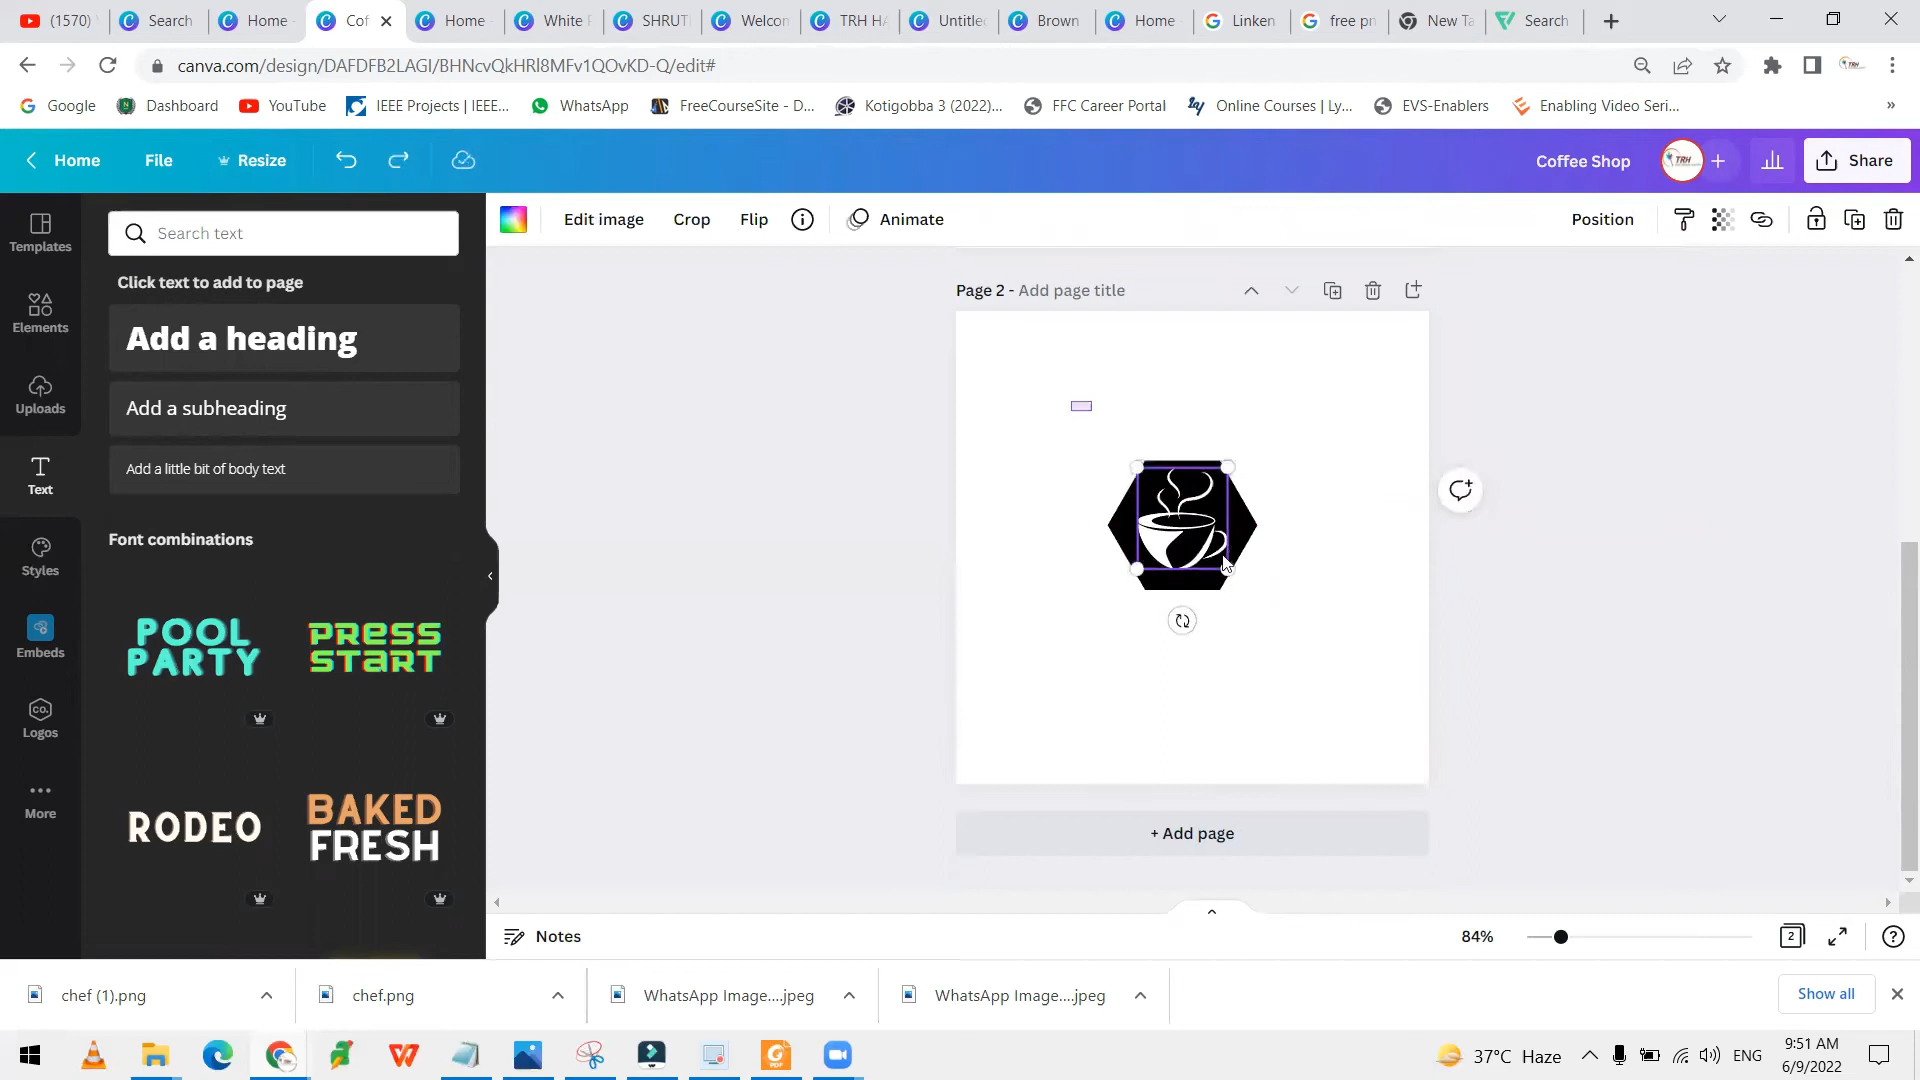 (1570)
Search
Home
Cof
Home
White
SHRUT
Welcom
TRH HA
Untitle
Brown
Home
Linken
free pn
New Ta
Search
canva.com/design/DAFDFB2LAGI/BHNcvQkHRl8MFv1QOvKD-Q/edit#
Google
Dashboard
YouTube
IEEE Projects | IEEE...
WhatsApp
FreeCourseSite - D...
Kotigobba 3 (2022)...
FFC Career Portal
Online Courses | Ly...
EVS-Enablers
Enabling Video Seri...
»
Home
File
Resize
Coffee Shop
TRH
Share
Templates
Elements
Uploads
Text
Styles
Embeds
Logos
More
Search text
Click text to add to page
Add a heading
Add a subheading
Add a little bit of body text
Font combinations
POOL
PARTY
PRESS
START
RODEO
BAKED
FRESH
Edit image
Crop
Flip
Animate
Position
Page 2 - Add page title
+ Add page
Notes
84%
2
chef (1).png
chef.png
WhatsApp Image....jpeg
WhatsApp Image....jpeg
Show all
37°C Haze
ENG
9:51 AM
6/9/2022